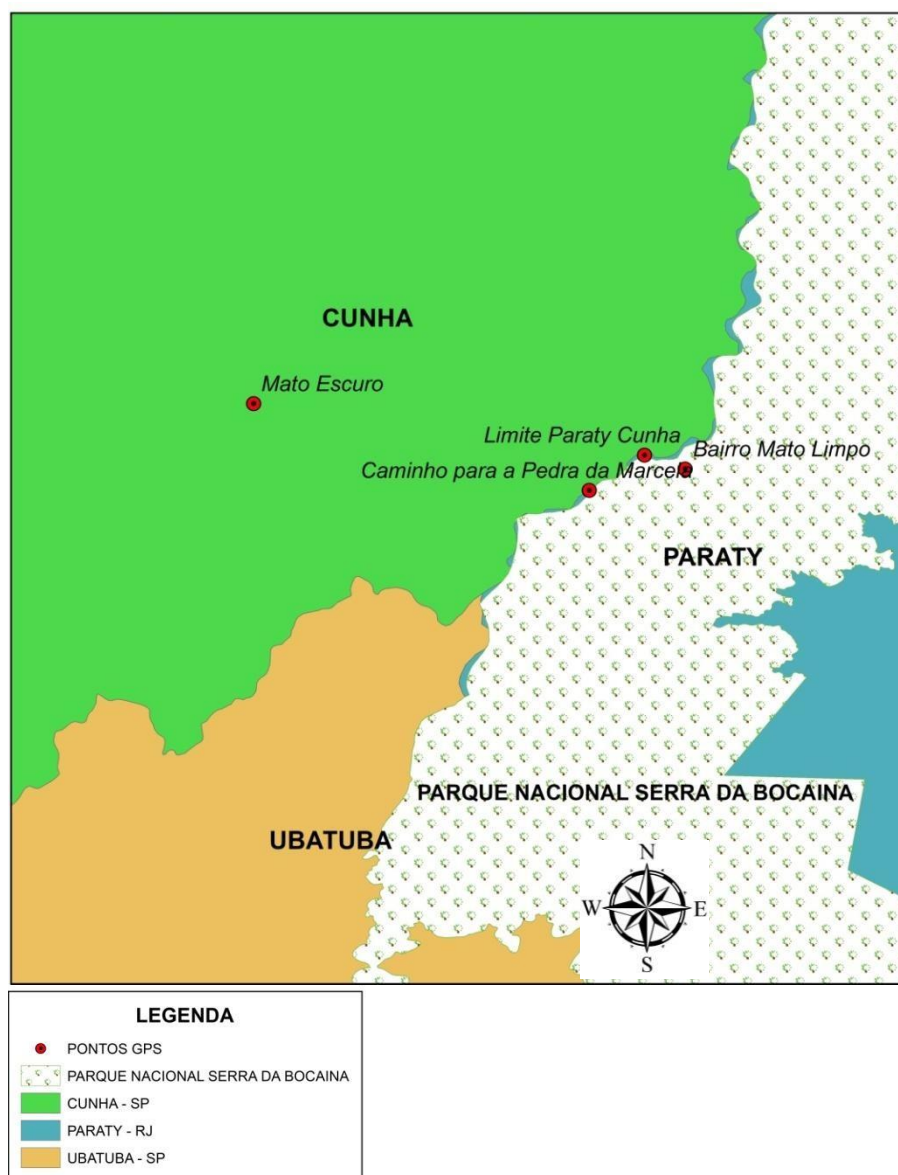 CUNHA
Mato Escuro
Limite Paraty Cunha
Bairro Mato Limpo
Caminho para a Pedra da Marcela
PARATY
PARQUE NACIONAL SERRA DA BOCAINA
UBATUBA
N
W
E
S
LEGENDA
PONTOS GPS
PARQUE NACIONAL SERRA DA BOCAINA
CUNHA - SP
PARATY - RJ
UBATUBA - SP